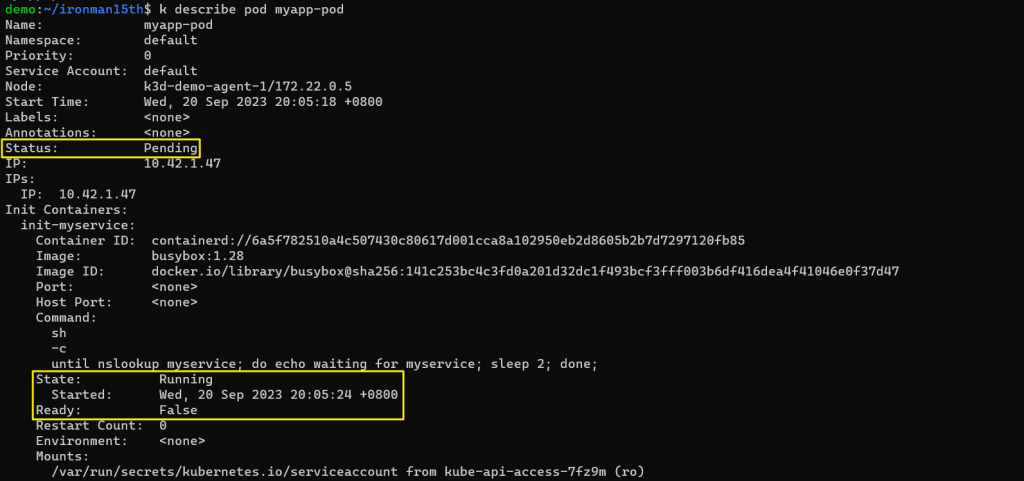 demo:~/ironman15th$ k describe pod myapp-pod
Name:             myapp-pod
Namespace:        default
Priority:         0
Service Account:  default
Node:             k3d-demo-agent-1/172.22.0.5
Start Time:       Wed, 20 Sep 2023 20:05:18 +0800
Labels:           <none>
Annotations:      <none>
Status:           Pending
IP:               10.42.1.47
IPs:
  IP:  10.42.1.47
Init Containers:
  init-myservice:
    Container ID:  containerd://6a5f782510a4c507430c80617d001cca8a102950eb2d8605b2b7d7297120fb85
    Image:         busybox:1.28
    Image ID:      docker.io/library/busybox@sha256:141c253bc4c3fd0a201d32dc1f493bcf3fff003b6df416dea4f41046e0f37d47
    Port:          <none>
    Host Port:     <none>
    Command:
      sh
      -c
      until nslookup myservice; do echo waiting for myservice; sleep 2; done;
    State:          Running
      Started:      Wed, 20 Sep 2023 20:05:24 +0800
    Ready:          False
    Restart Count:  0
    Environment:    <none>
    Mounts:
      /var/run/secrets/kubernetes.io/serviceaccount from kube-api-access-7fz9m (ro)